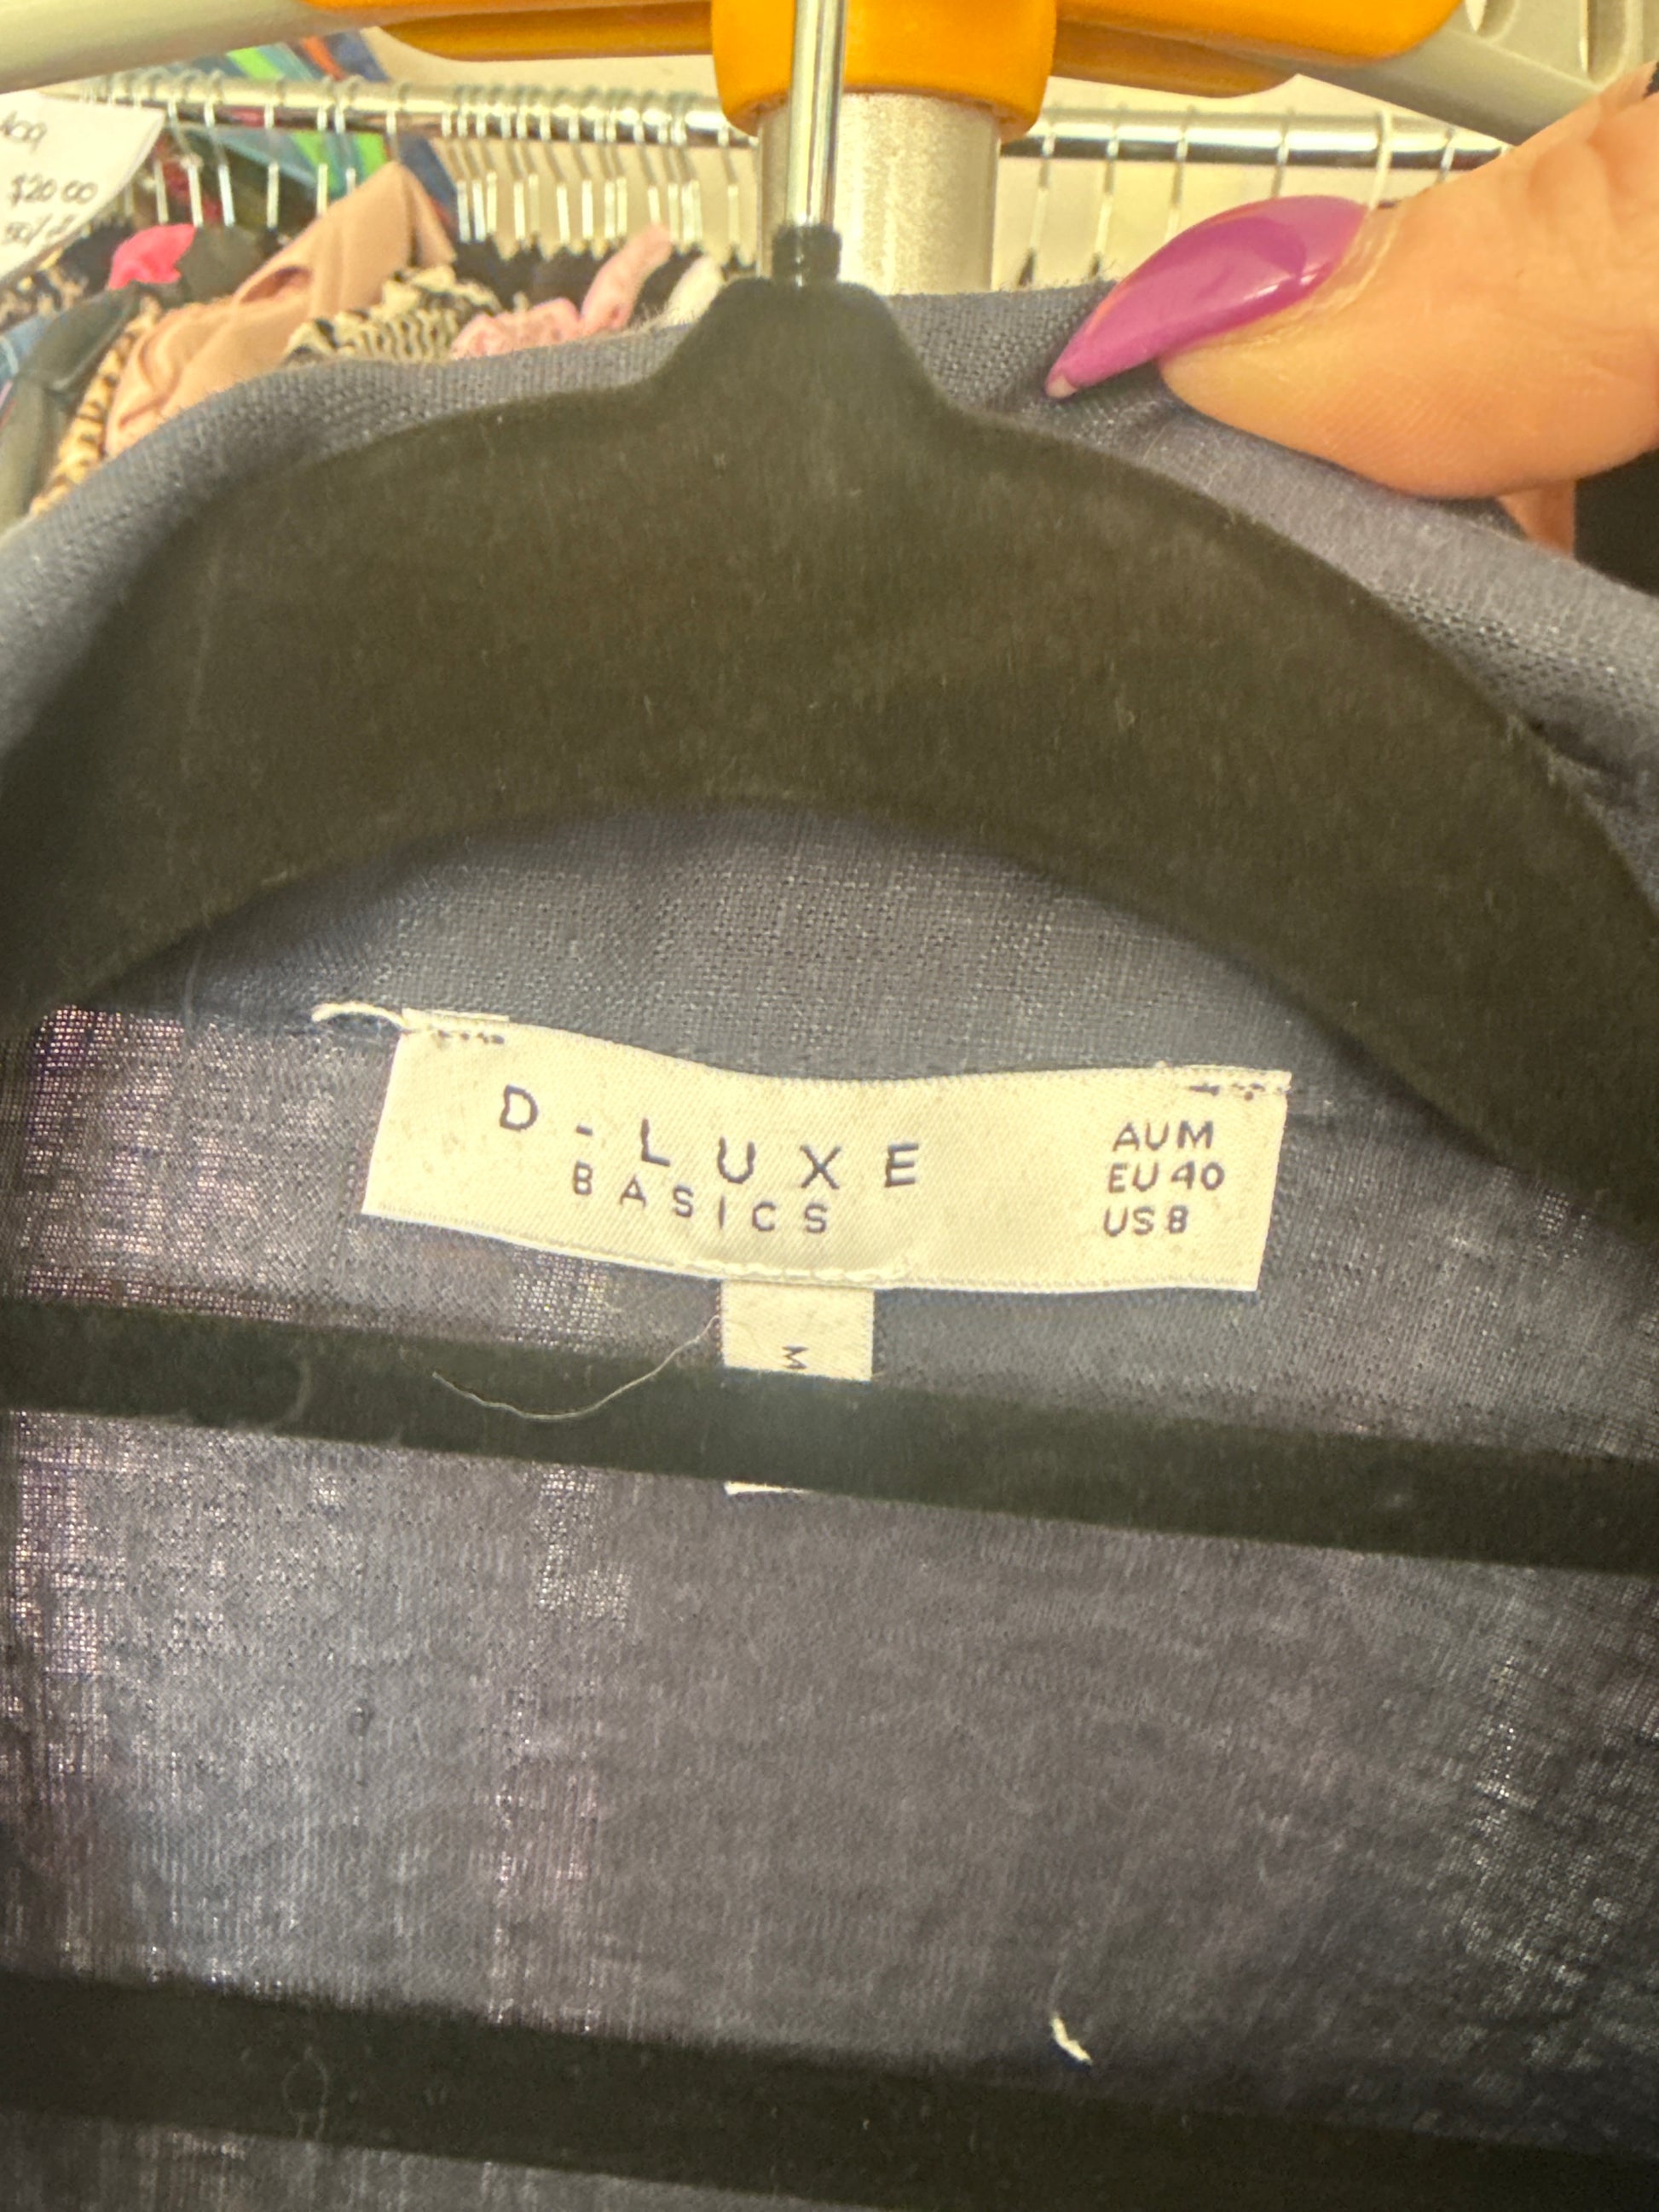 $20.00
D-LUXE
BASICS
AU M
EU 40
US 8
M